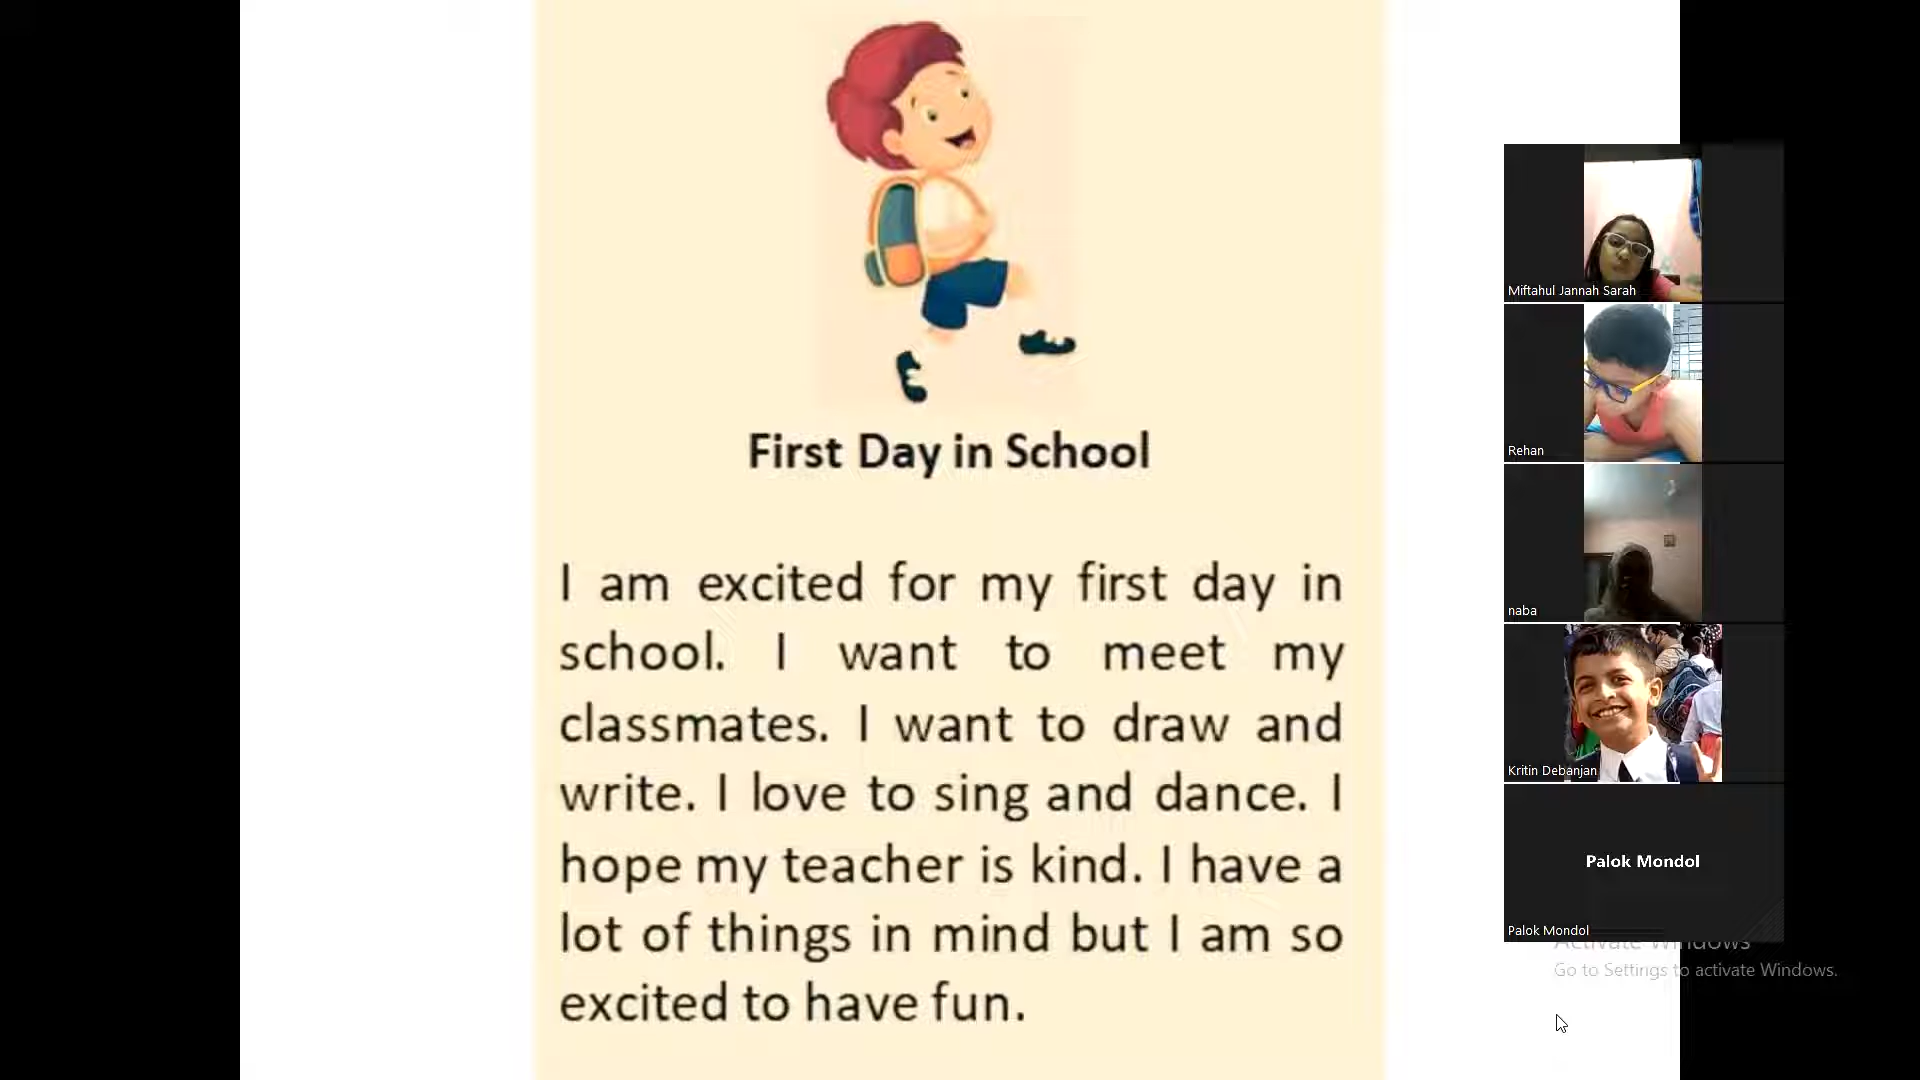 First Day in School
I am excited for my first day in
school. I want to meet my
classmates. I want to draw and
write. I love to sing and dance. I
hope my teacher is kind. I have a
lot of things in mind but I am so
excited to have fun.
Miftahul Jannah Sarah
Rehan
naba
Kritin Debanjan
Palok Mondol
Palok Mondol
Activate Windows
Go to Settings to activate Windows.